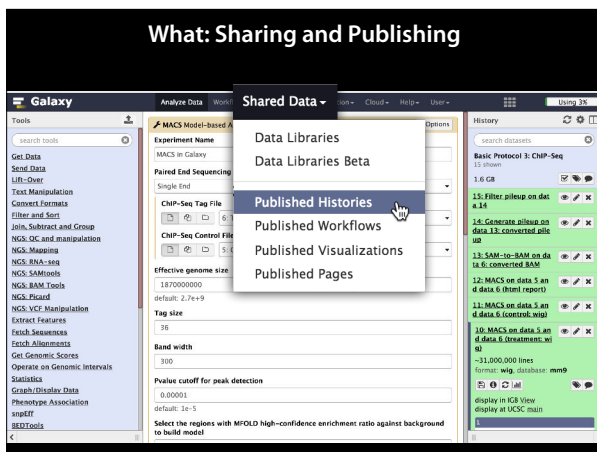 What: Sharing and Publishing
Galaxy
Analyze Data
Shared Data
Cloud
Help
User
Using 3%
Tools
search tools
Get Data
Send Data
Lift-Over
Text Manipulation
Convert Formats
Filter and Sort
Join, Subtract and Group
NGS: QC and manipulation
NGS: Mapping
NGS: RNA-seq
NGS: SAMtools
NGS: BAM Tools
NGS: Picard
NGS: VCF Manipulation
Extract Features
Fetch Sequences
Fetch Alignments
Get Genomic Scores
Operate on Genomic Intervals
Statistics
Graph/Display Data
Phenotype Association
snpEff
BEDTools
MACS Model-based A
Options
Experiment Name
MACS in Galaxy
Paired End Sequencing
Single End
ChIP-Seq Tag File
6:
ChIP-Seq Control File
5:
Effective genome size
1870000000
default: 2.7e+9
Tag size
36
Band width
300
Pvalue cutoff for peak detection
0.00001
default: 1e-5
Select the regions with MFOLD high-confidence enrichment ratio against background
to build model
Data Libraries
Data Libraries Beta
Published Histories
Published Workflows
Published Visualizations
Published Pages
History
search datasets
Basic Protocol 3: ChIP-Seq
15 shown
1.6 GB
15: Filter pileup on dat
a 14
14: Generate pileup on
data 13: converted pile
up
13: SAM-to-BAM on da
ta 6: converted BAM
12: MACS on data 5 an
d data 6 (html report)
11: MACS on data 5 an
d data 6 (control: wig)
10: MACS on data 5 an
d data 6 (treatment: wi
g)
~31,000,000 lines
format: wig, database: mm9
display in IGB View
display at UCSC main
1